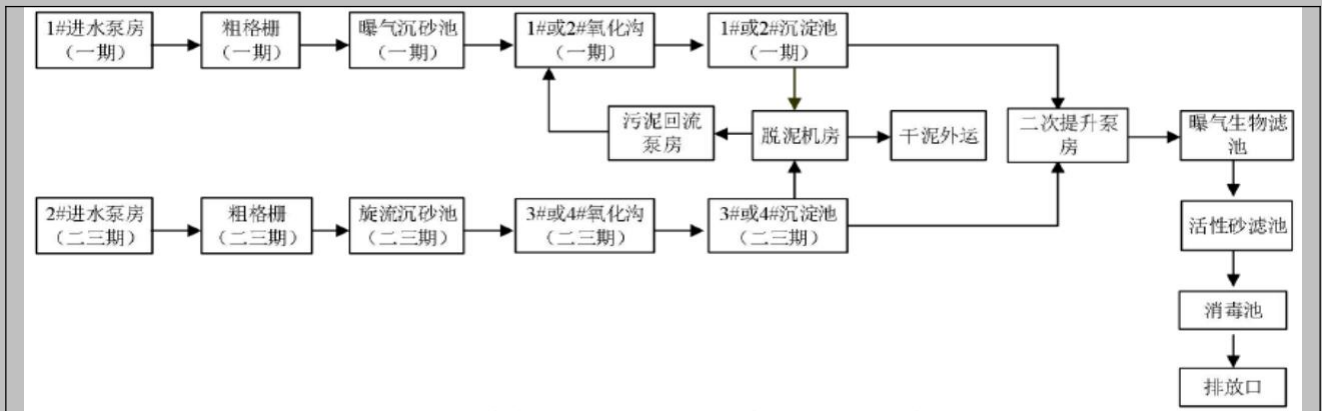 1#进水泵房
（一期）
粗格栅
（一期）
曝气沉砂池
（一期）
1#或2#氧化沟
（一期）
1#或2#沉淀池
（一期）
污泥回流
泵房
脱泥机房
干泥外运
二次提升泵
房
曝气生物滤
池
2#进水泵房
（二三期）
粗格栅
（二三期）
旋流沉砂池
（二三期）
3#或4#氧化沟
（二三期）
3#或4#沉淀池
（二三期）
活性砂滤池
消毒池
排放口